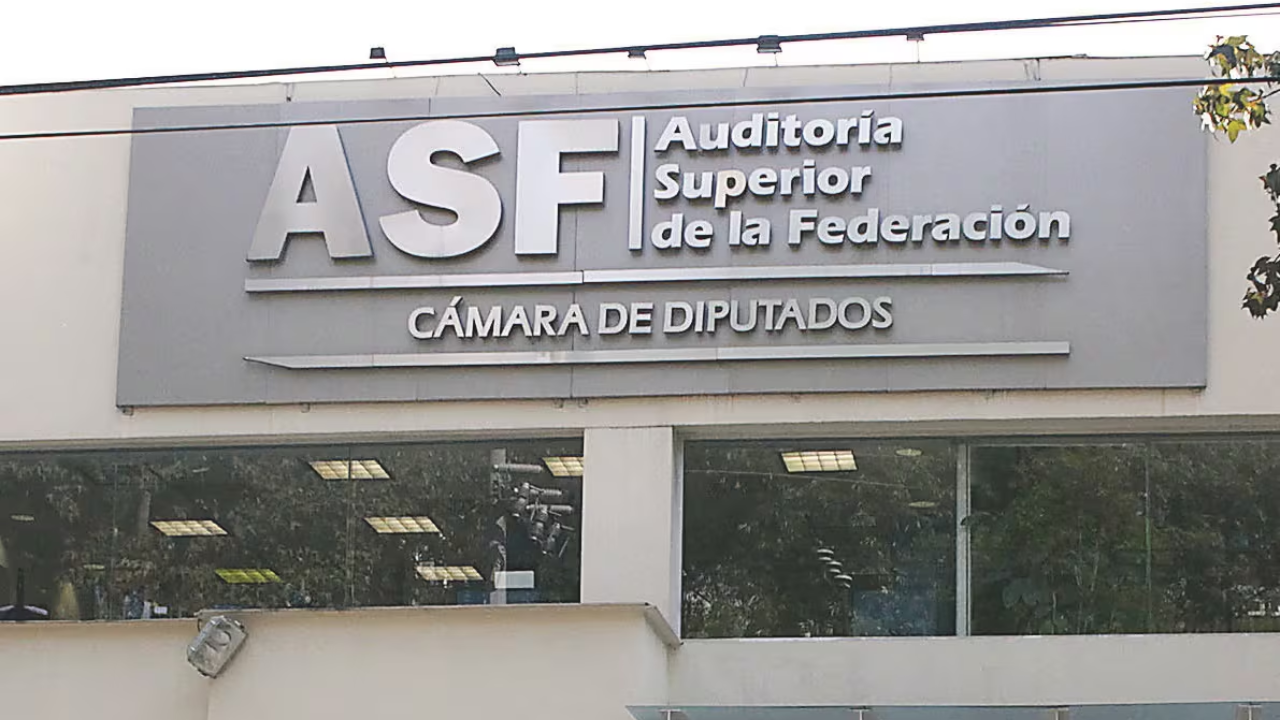 ASF
Auditoría
Superior
de la Federación
CÁMARA DE DIPUTADOS